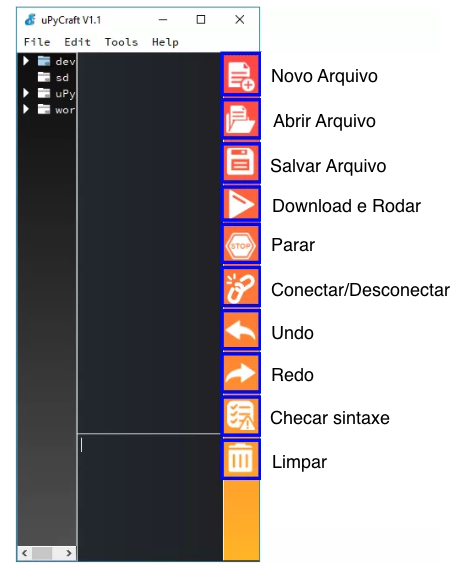 uPyCraft V1.1
File Edit Tools Help
dev
sd
uPy
wor
Novo Arquivo
Abrir Arquivo
Salvar Arquivo
Download e Rodar
STOP
Parar
Conectar/Desconectar
Undo
Redo
Checar sintaxe
Limpar